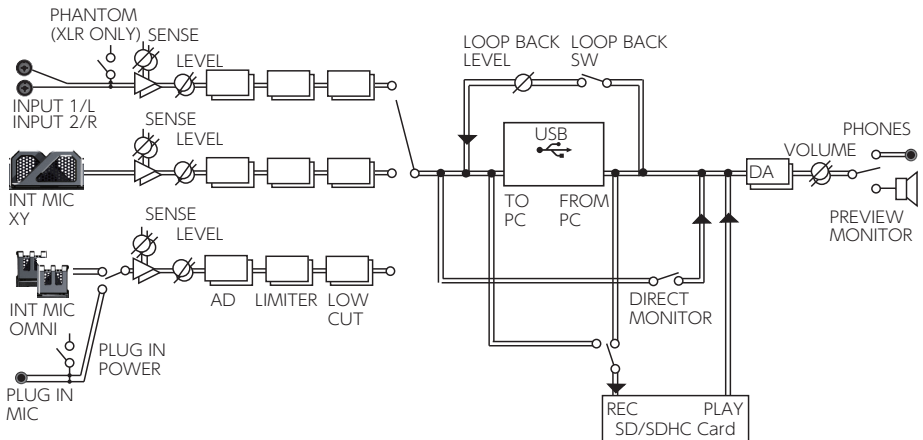 PHANTOM
(XLR ONLY)
SENSE
LEVEL
INPUT 1/L
INPUT 2/R
SENSE
LEVEL
INT MIC
XY
SENSE
LEVEL
INT MIC
OMNI
AD
LIMITER
LOW
CUT
PLUG IN
POWER
PLUG IN
MIC
LOOP BACK
LEVEL
LOOP BACK
SW
USB
TO
PC
FROM
PC
DIRECT
MONITOR
DA
VOLUME
PHONES
PREVIEW
MONITOR
REC PLAY
SD/SDHC Card